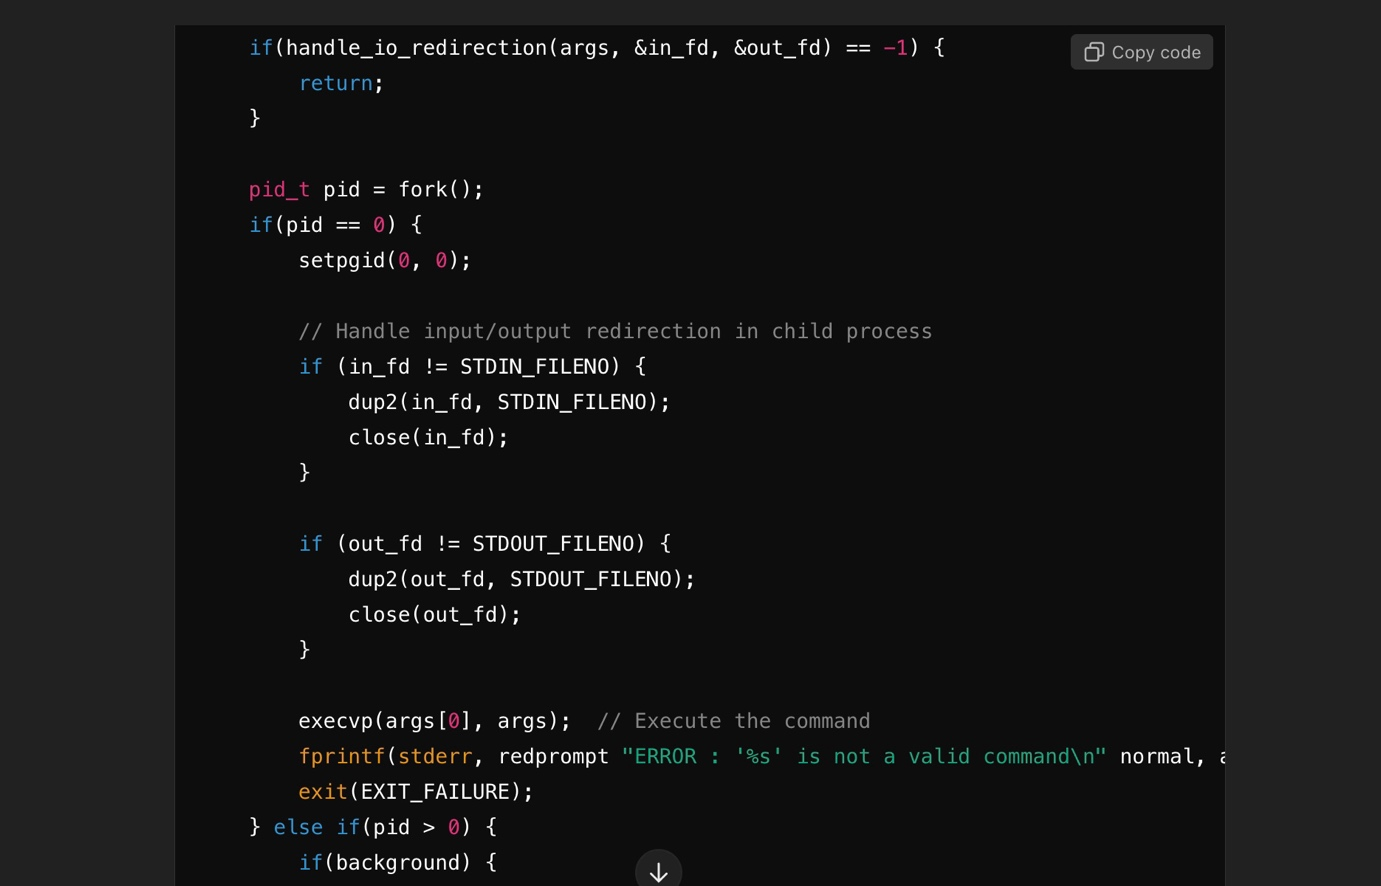 if(handle_io_redirection(args, &in_fd, &out_fd) == -1) {
Copy code
return;
}
pid_t pid = fork();
if(pid == 0) {
setpgid(0, 0);
// Handle input/output redirection in child process
if (in_fd != STDIN_FILENO) {
dup2(in_fd, STDIN_FILENO);
close(in_fd);
}
if (out_fd != STDOUT_FILENO) {
dup2(out_fd, STDOUT_FILENO);
close(out_fd);
}
execvp(args[0], args);  // Execute the command
fprintf(stderr, redprompt "ERROR : '%s' is not a valid command\n" normal,
exit(EXIT_FAILURE);
} else if(pid > 0) {
if(background) {